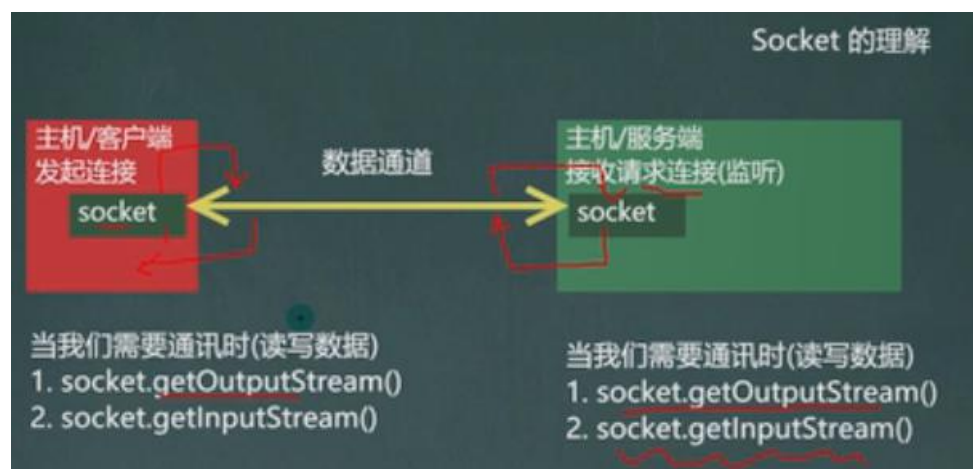 Socket 的理解
主机/客户端
发起连接
socket
数据通道
主机/服务端
接收请求连接(监听)
socket
当我们需要通讯时(读写数据)
1. socket.getOutputStream()
2. socket.getInputStream()
当我们需要通讯时(读写数据)
1. socket.getOutputStream()
2. socket.getInputStream()